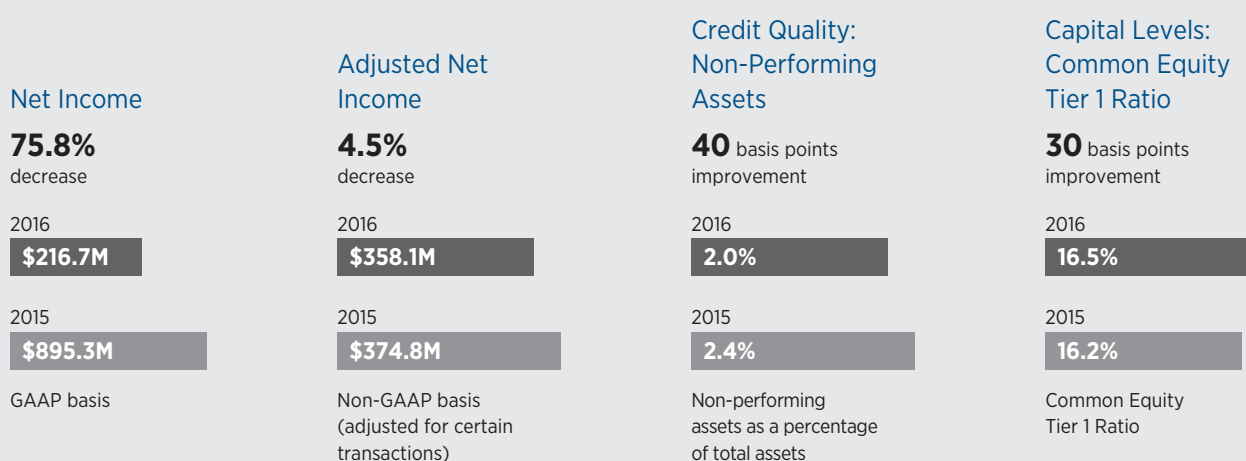 Net Income
75.8%
decrease
2016
$216.7M
2015
$895.3M
GAAP basis
Adjusted Net
Income
4.5%
decrease
2016
$358.1M
2015
$374.8M
Non-GAAP basis
(adjusted for certain
transactions)
Credit Quality:
Non-Performing
Assets
40 basis points
improvement
2016
2.0%
2015
2.4%
Non-performing
assets as a percentage
of total assets
Capital Levels:
Common Equity
Tier 1 Ratio
30 basis points
improvement
2016
16.5%
2015
16.2%
Common Equity
Tier 1 Ratio